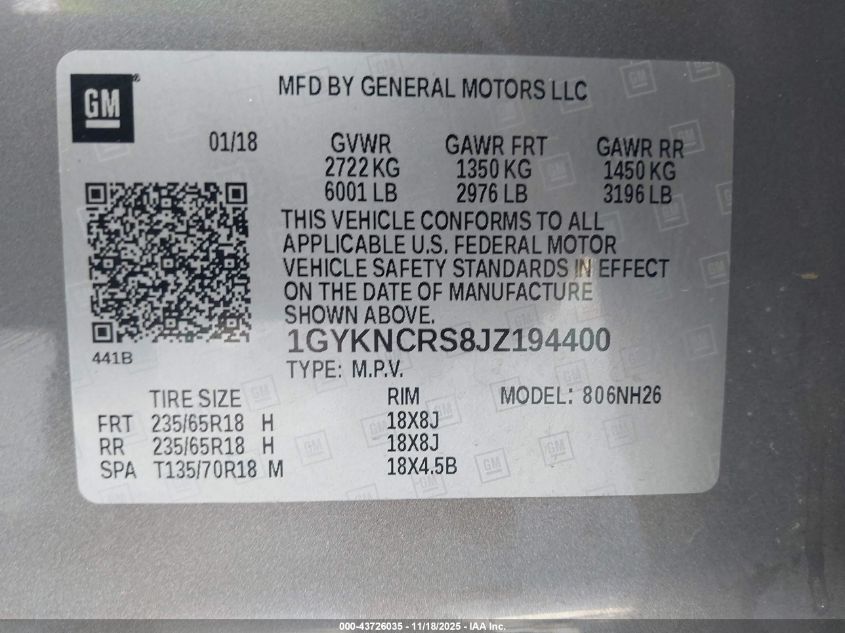 GM
MFD BY GENERAL MOTORS LLC
01/18 GVWR GAWR FRT GAWR RR
2722 KG 1350 KG 1450 KG
6001 LB 2976 LB 3196 LB
THIS VEHICLE CONFORMS TO ALL
APPLICABLE U.S. FEDERAL MOTOR
VEHICLE SAFETY STANDARDS IN EFFECT
ON THE DATE OF MANUFACTURE
SHOWN ABOVE.
1GYKNCRS8JZ194400
441B
TYPE: M.P.V.
TIRE SIZE RIM MODEL: 806NH26
FRT 235/65R18 H 18X8J
RR 235/65R18 H 18X8J
SPA T135/70R18 M 18X4.5B
000-43726035 -- 11/18/2025 -- IAA Inc.